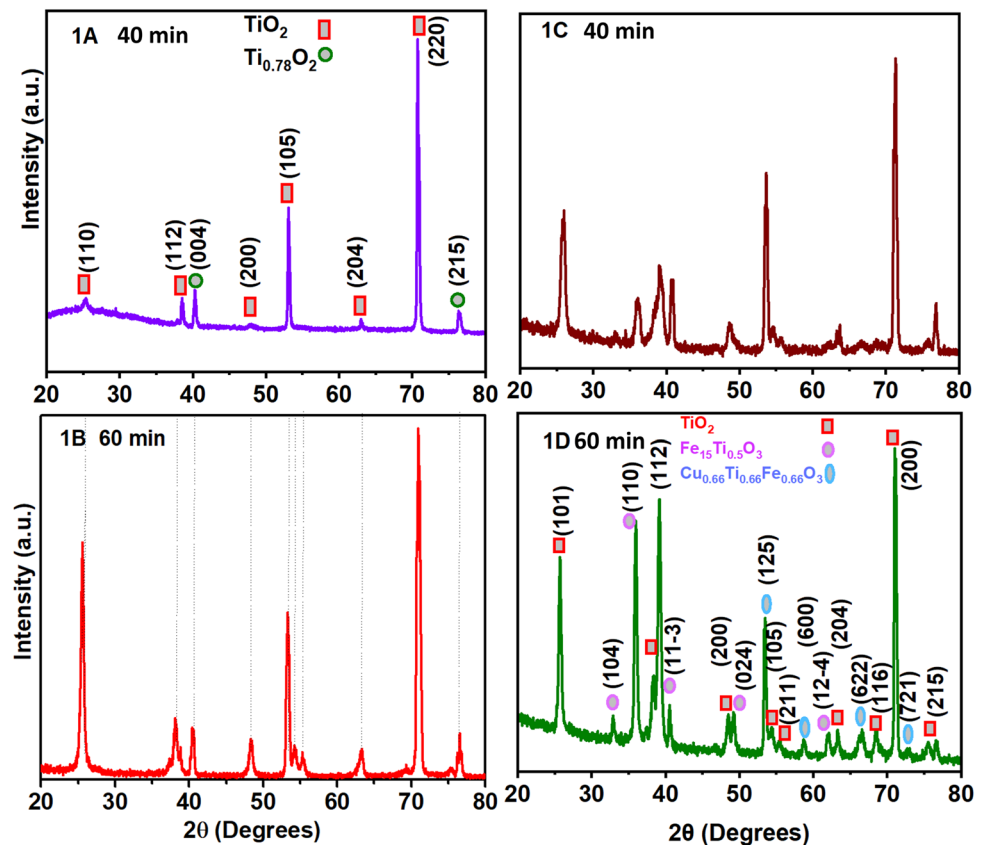 1A 40 min
TiO₂
Ti₀.₇₈O₂
Intensity (a.u.)
(110)
(112)
(004)
(200)
(105)
(204)
(220)
(215)
20 30 40 50 60 70 80
1C 40 min
20 30 40 50 60 70 80
1B 60 min
Intensity (a.u.)
20 30 40 50 60 70 80
2θ (Degrees)
1D 60 min
TiO₂
Fe₁₅Ti₀.₅O₃
Cu₀.₆₆Ti₀.₆₆Fe₀.₆₆O₃
(101)
(104)
(110)
(112)
(11-3)
(200)
(024)
(125)
(105)
(211)
(600)
(12-4)
(204)
(622)
(116)
(200)
(721)
(215)
20 30 40 50 60 70 80
2θ (Degrees)